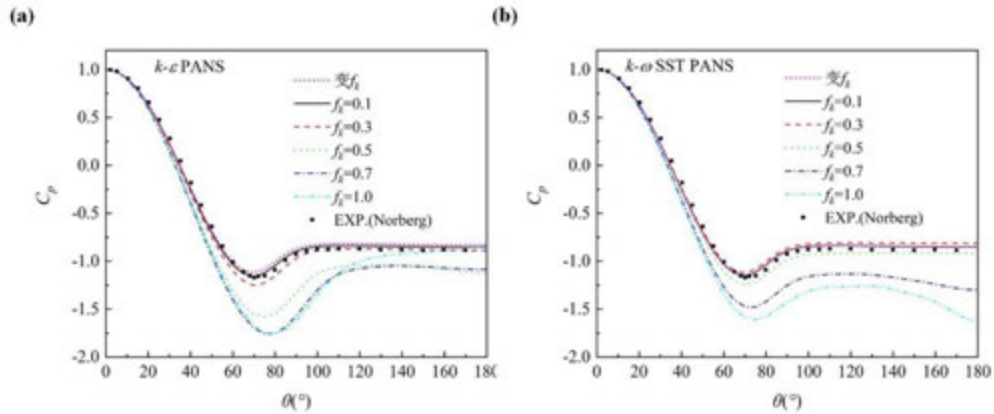 (a)
k-ε PANS
变fk
fk=0.1
fk=0.3
fk=0.5
fk=0.7
fk=1.0
EXP.(Norberg)
Cp
1.0
0.5
0.0
-0.5
-1.0
-1.5
-2.0
0 20 40 60 80 100 120 140 160 180
θ(°)
(b)
k-ω SST PANS
变fk
fk=0.1
fk=0.3
fk=0.5
fk=0.7
fk=1.0
EXP.(Norberg)
Cp
1.0
0.5
0.0
-0.5
-1.0
-1.5
-2.0
0 20 40 60 80 100 120 140 160 180
θ(°)